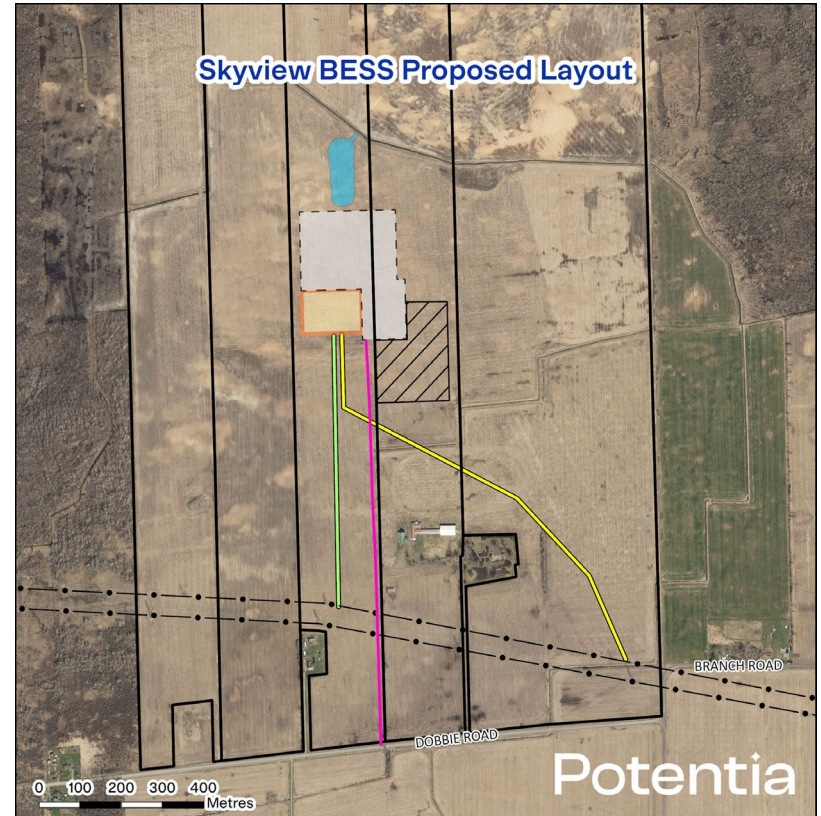 Skyview BESS Proposed Layout
BRANCH ROAD
DOBBIE ROAD
Potentia
0 100 200 300 400
Metres